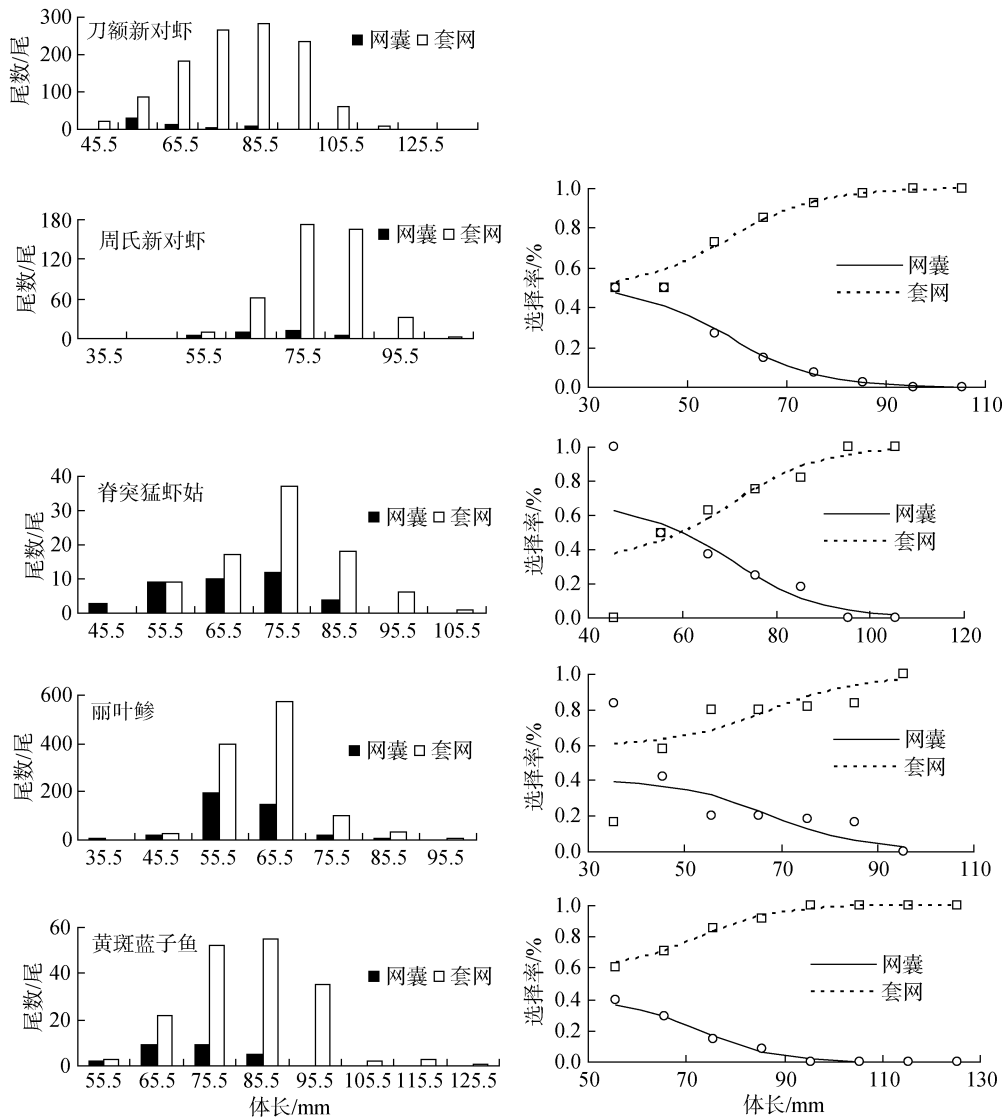 刀额新对虾
网囊 套网
尾数/尾
300
200
100
0
45.5 65.5 85.5 105.5 125.5
周氏新对虾
网囊 套网
尾数/尾
180
120
60
0
35.5 55.5 75.5 95.5
选择率/%
1.0
0.8
0.6
0.4
0.2
0.0
网囊
套网
30 50 70 90 110
脊突猛虾姑
网囊 套网
尾数/尾
40
30
20
10
0
45.5 55.5 65.5 75.5 85.5 95.5 105.5
选择率/%
1.0
0.8
0.6
0.4
0.2
0.0
网囊
套网
40 60 80 100 120
丽叶鲹
网囊 套网
尾数/尾
600
400
200
0
35.5 45.5 55.5 65.5 75.5 85.5 95.5
选择率/%
1.0
0.8
0.6
0.4
0.2
0.0
网囊
套网
30 50 70 90 110
黄斑蓝子鱼
网囊 套网
尾数/尾
60
40
20
0
55.5 65.5 75.5 85.5 95.5 105.5 115.5 125.5
体长/mm
选择率/%
1.0
0.8
0.6
0.4
0.2
0.0
网囊
套网
50 70 90 110 130
体长/mm